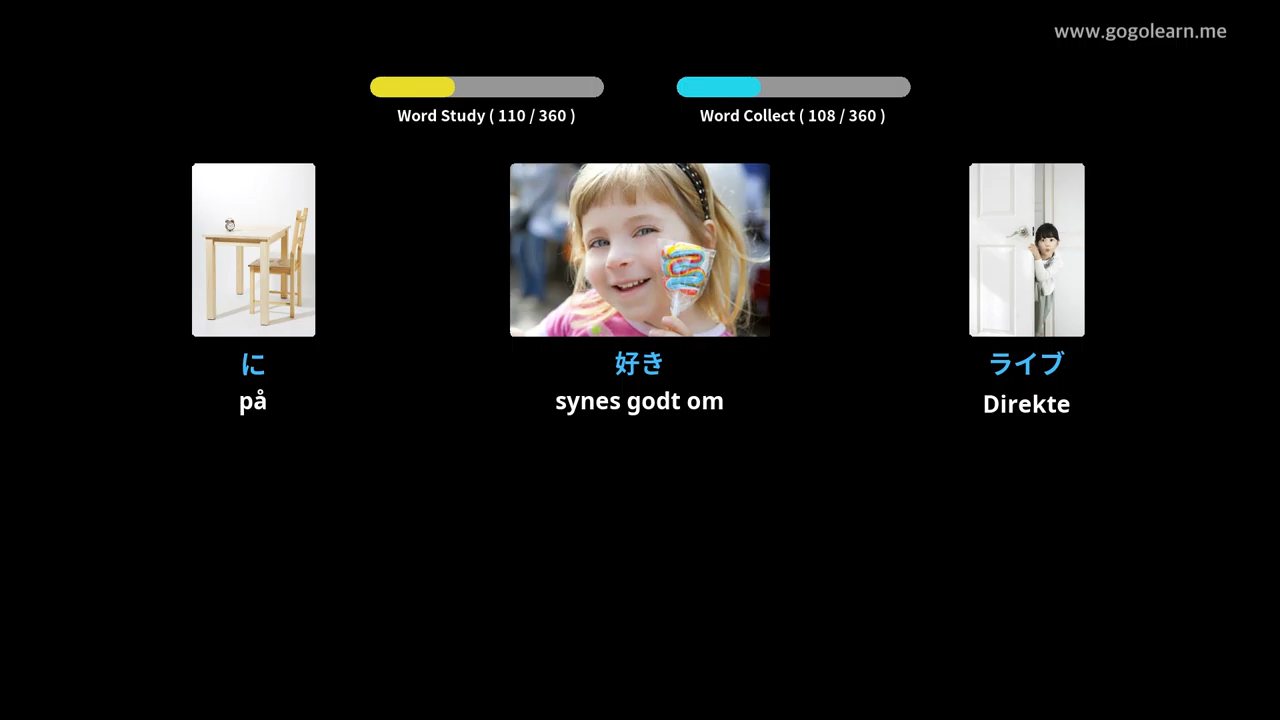 www.gogolearn.me
Word Study ( 110 / 360 )
Word Collect ( 108 / 360 )
に
好き
ライブ
på
synes godt om
Direkte